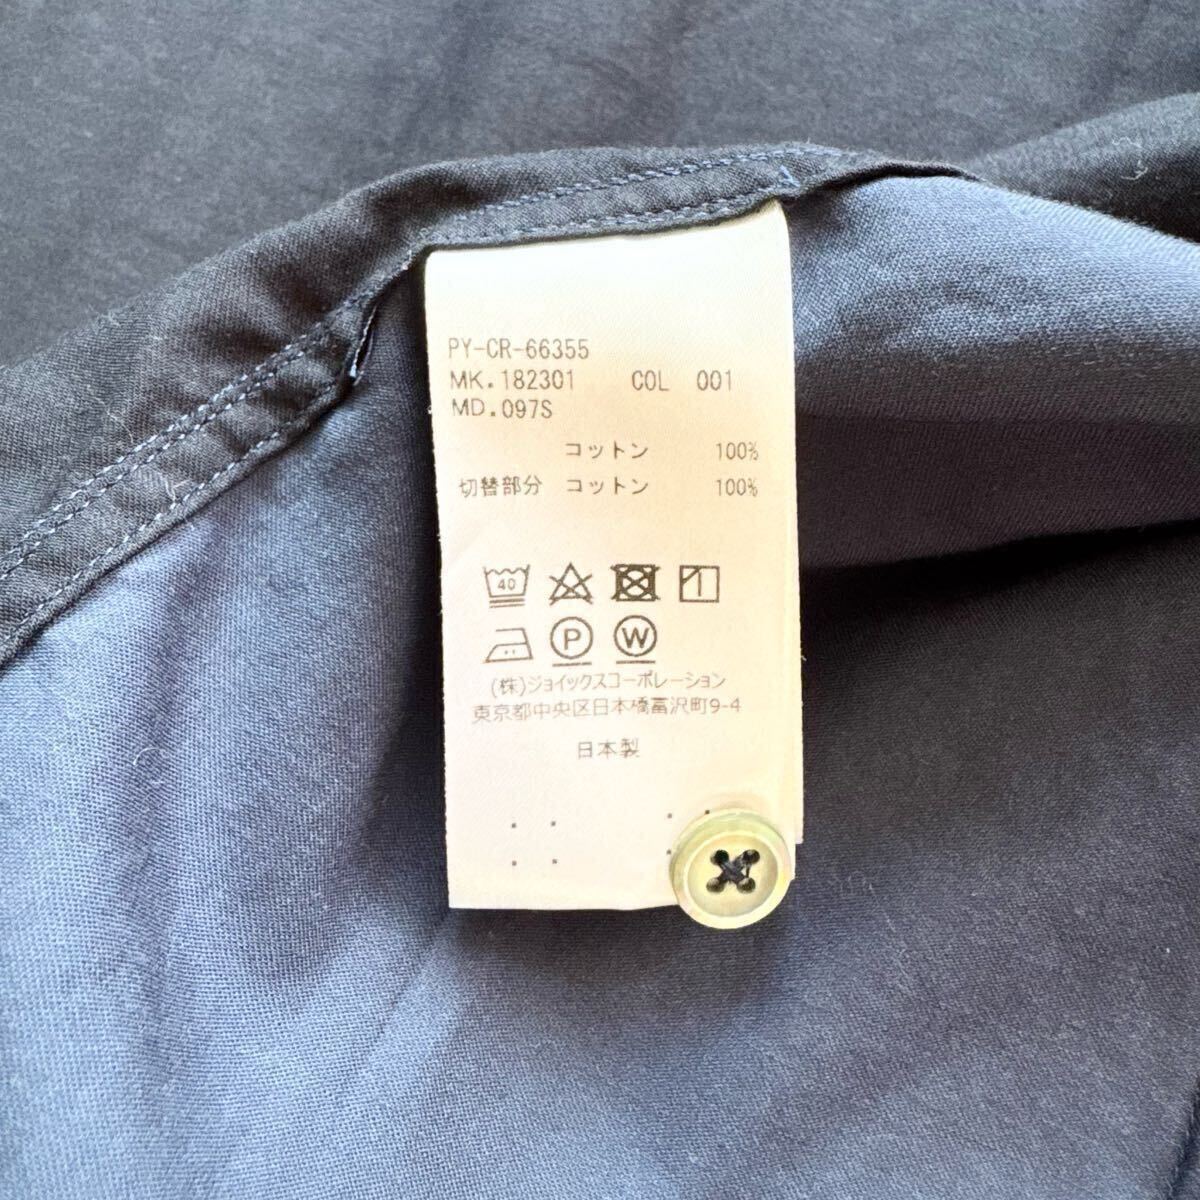 PY-CR-66355
MK.182301 COL 001
MD.097S
コットン 100%
切替部分 コットン 100%
40
P W
(株)ジョイックスコーポレーション
東京都中央区日本橋富沢町9-4
日本製